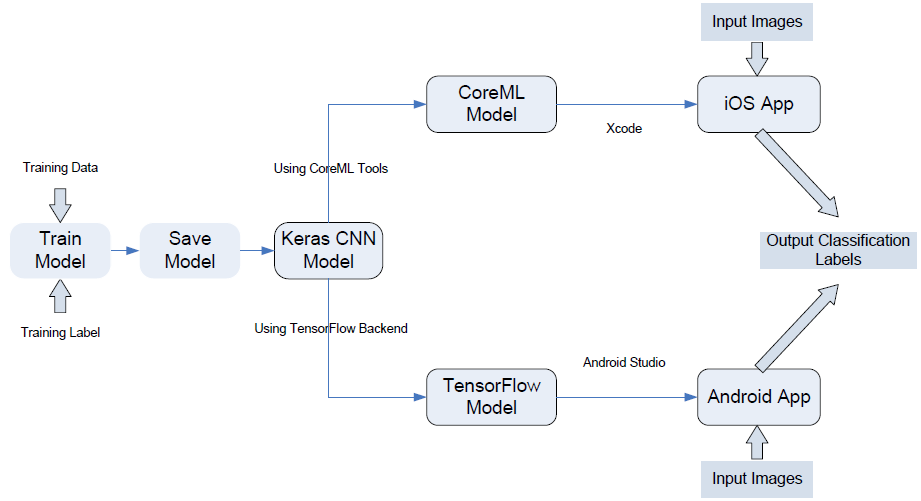 Input Images
CoreML
Model
iOS App
Xcode
Training Data
Using CoreML Tools
Train
Model
Save
Model
Keras CNN
Model
Output Classification
Labels
Training Label
Using TensorFlow Backend
Android Studio
TensorFlow
Model
Android App
Input Images